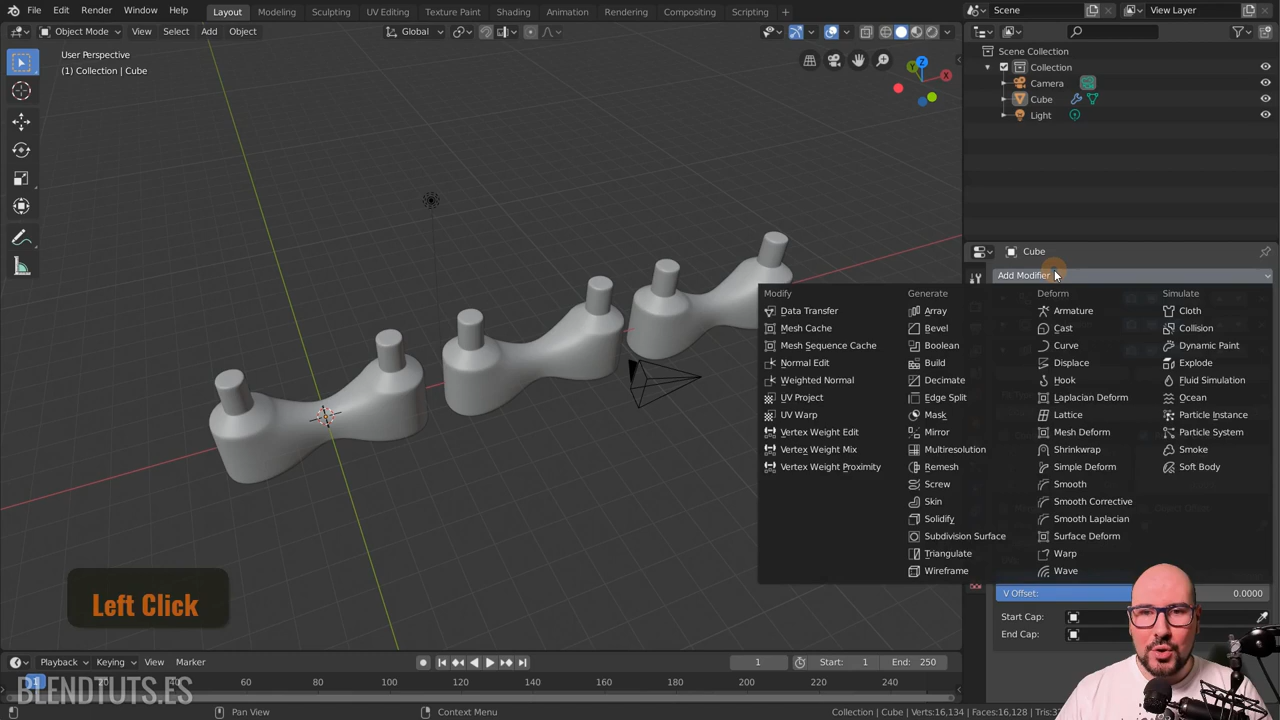 File Edit Render Window Help Layout Modeling Sculpting UV Editing Texture Paint Shading Animation Rendering Compositing Scripting + Scene View Layer
Object Mode View Select Add Object Global
User Perspective
(1) Collection | Cube
Scene Collection
Collection
Camera
Cube
Light
Y Z X
Cube
Add Modifier
Modify
Data Transfer
Mesh Cache
Mesh Sequence Cache
Normal Edit
Weighted Normal
UV Project
UV Warp
Vertex Weight Edit
Vertex Weight Mix
Vertex Weight Proximity
Generate
Array
Bevel
Boolean
Build
Decimate
Edge Split
Mask
Mirror
Multiresolution
Remesh
Screw
Skin
Solidify
Subdivision Surface
Triangulate
Wireframe
Deform
Armature
Cast
Curve
Displace
Hook
Laplacian Deform
Lattice
Mesh Deform
Shrinkwrap
Simple Deform
Smooth
Smooth Corrective
Smooth Laplacian
Surface Deform
Warp
Wave
Simulate
Cloth
Collision
Dynamic Paint
Explode
Fluid Simulation
Ocean
Particle Instance
Particle System
Smoke
Soft Body
V Offset: 0.0000
Start Cap:
End Cap:
Left Click
Playback Keying View Marker 1 Start: 1 End: 250
1 20 40 60 80 100 120 140 160 180 200 220 240
BLENDTUTS.ES
Pan View Context Menu Collection | Cube | Verts:16,134 | Faces:16,128 | Tris:32